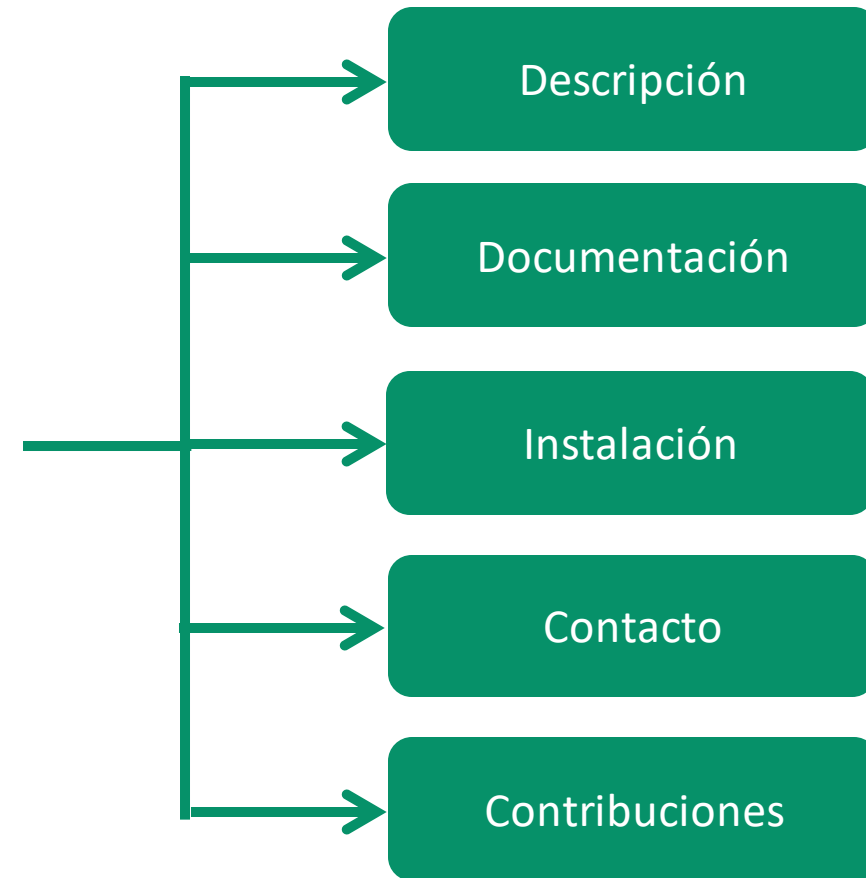 Descripción
Documentación
Instalación
Contacto
Contribuciones